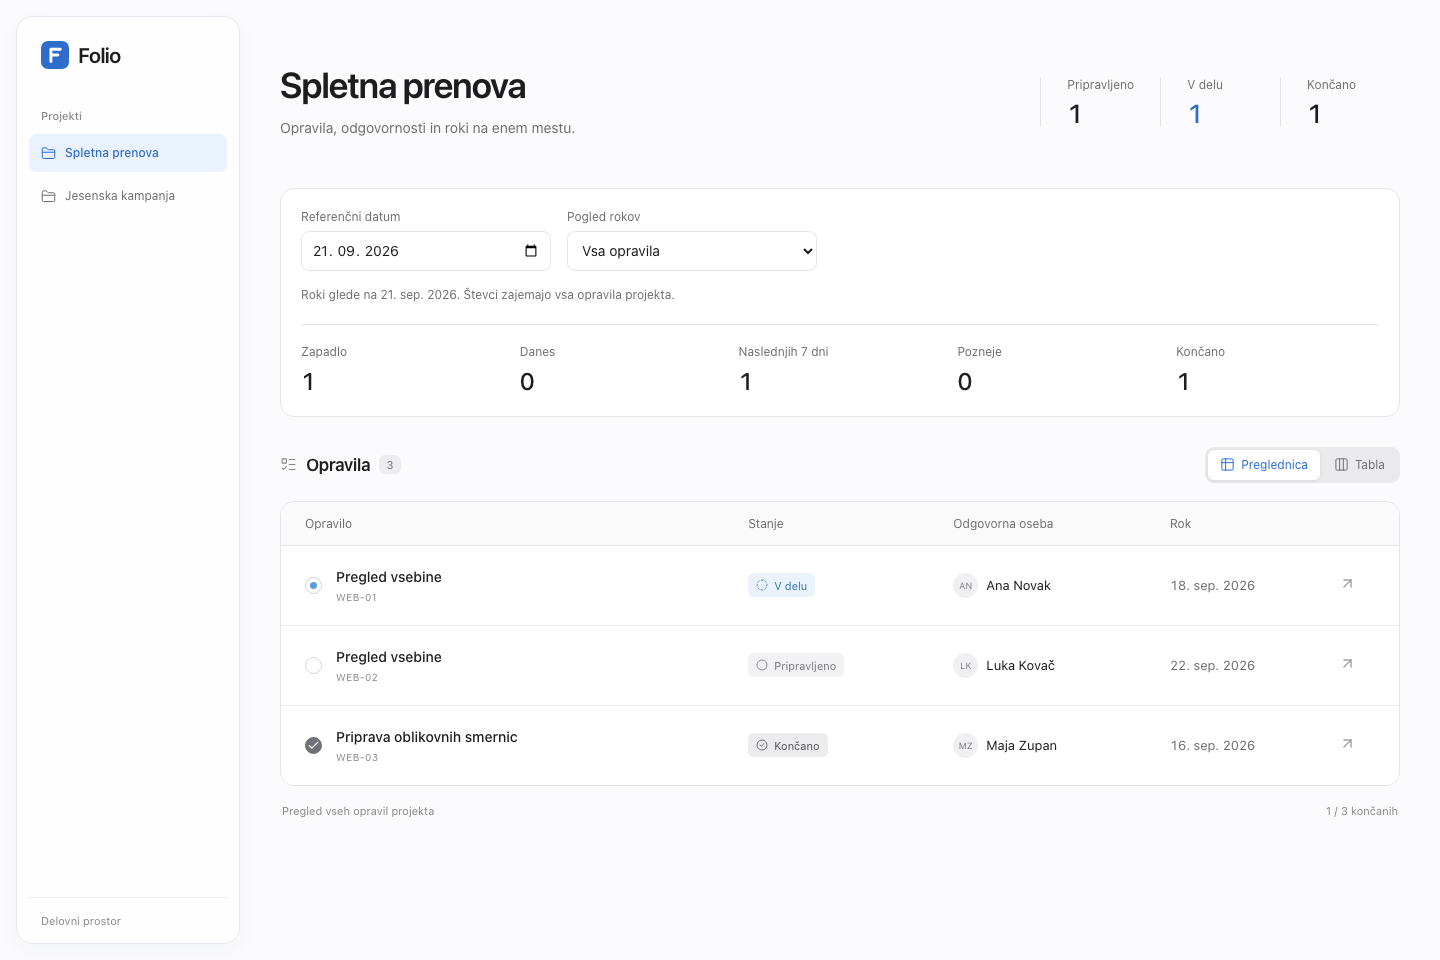 Folio
Projekti
Spletna prenova
Jesenska kampanja
Delovni prostor
Spletna prenova
Opravila, odgovornosti in roki na enem mestu.
Pripravljeno
1
V delu
1
Končano
1
Referenčni datum
21. 09. 2026
Pogled rokov
Vsa opravila
Roki glede na 21. sep. 2026. Števci zajemajo vsa opravila projekta.
Zapadlo
1
Danes
0
Naslednjih 7 dni
1
Pozneje
0
Končano
1
Opravila 3
Preglednica
Tabla
Opravilo Stanje Odgovorna oseba Rok
Pregled vsebine
WEB-01
V delu
AN Ana Novak
18. sep. 2026
Pregled vsebine
WEB-02
Pripravljeno
LK Luka Kovač
22. sep. 2026
Priprava oblikovnih smernic
WEB-03
Končano
MZ Maja Zupan
16. sep. 2026
Pregled vseh opravil projekta
1 / 3 končanih